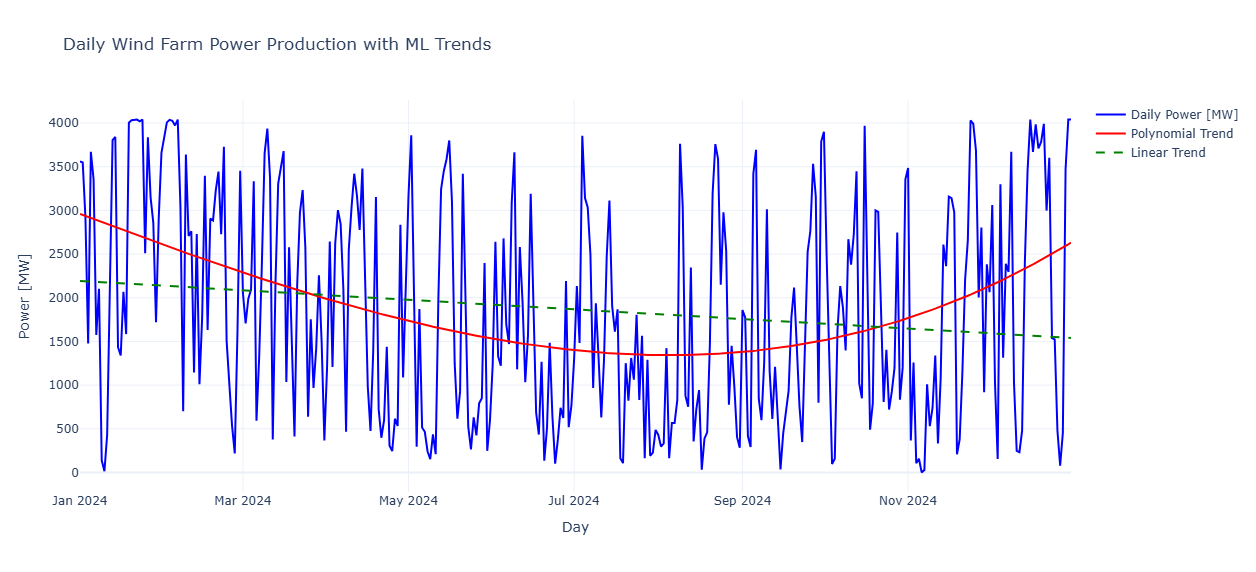 Daily Wind Farm Power Production with ML Trends
Daily Power [MW]
Polynomial Trend
Linear Trend
Power [MW]
4000
3500
3000
2500
2000
1500
1000
500
0
Jan 2024
Mar 2024
May 2024
Jul 2024
Sep 2024
Nov 2024
Day